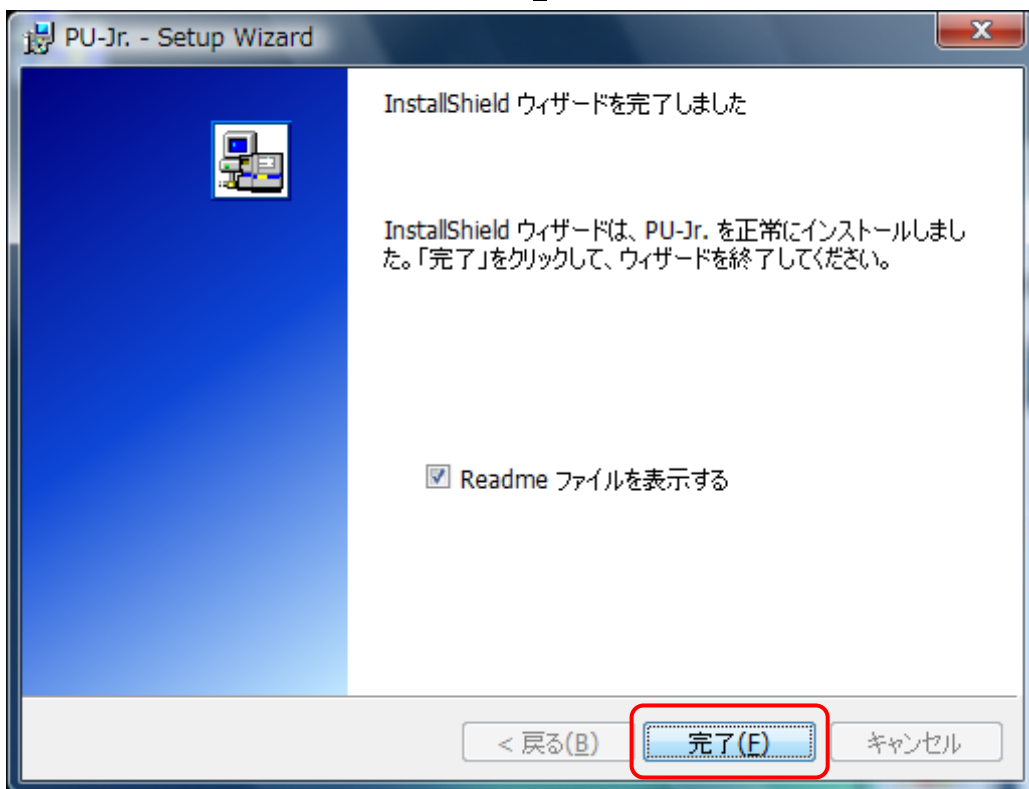 PU-Jr. - Setup Wizard
InstallShield ウィザードを完了しました
InstallShield ウィザードは、PU-Jr. を正常にインストールしまし
た。「完了」をクリックして、ウィザードを終了してください。
Readme ファイルを表示する
< 戻る(B) 完了(F) キャンセル